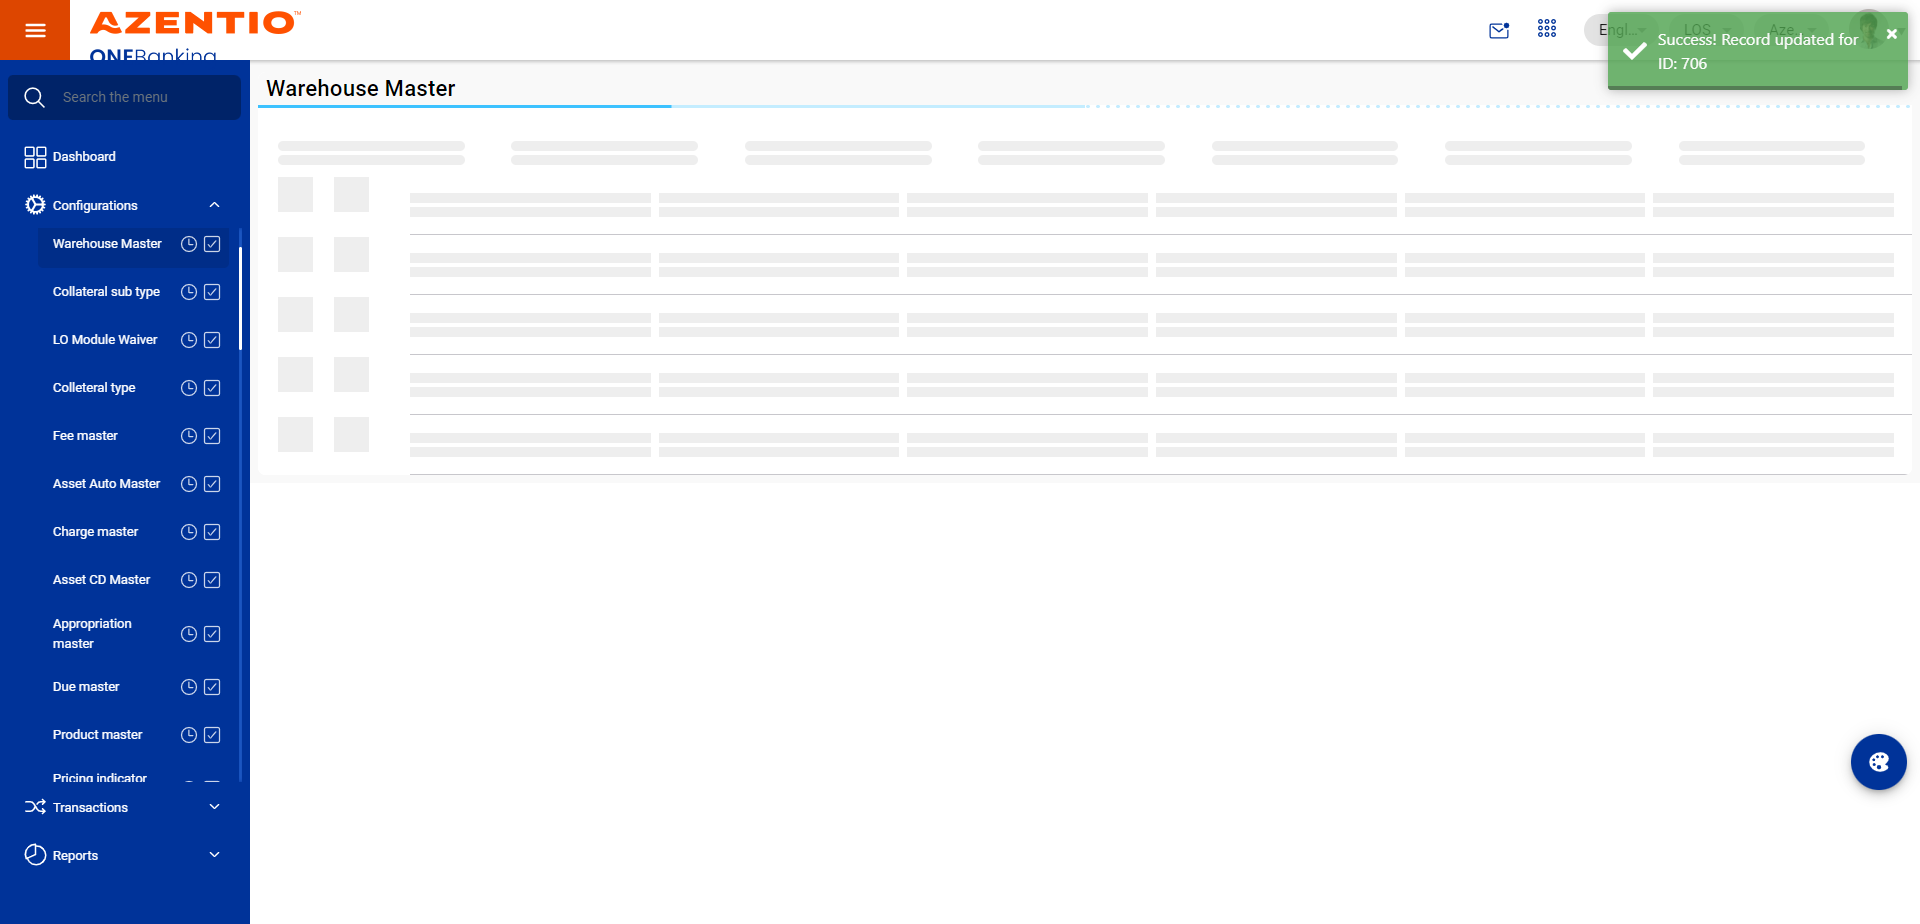 AZENTIO™
ONEBanking
Engl...
LOS
Aze
Success! Record updated for
ID: 706
Search the menu
Warehouse Master
Dashboard
Configurations
Warehouse Master
Collateral sub type
LO Module Waiver
Colleteral type
Fee master
Asset Auto Master
Charge master
Asset CD Master
Appropriation
master
Due master
Product master
Pricing indicator
Transactions
Reports